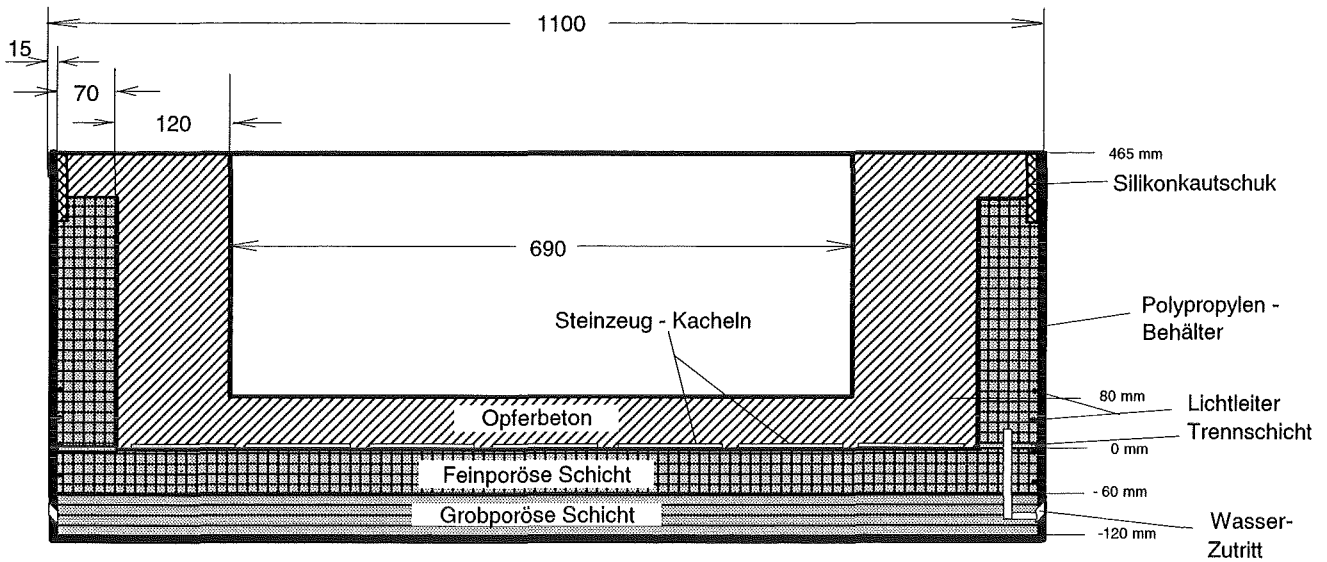 1100
15
70
120
465 mm
Silikonkautschuk
690
Steinzeug - Kacheln
Polypropylen -
Behälter
80 mm
Opferbeton
Lichtleiter
Trennschicht
0 mm
Feinporöse Schicht
- 60 mm
Grobporöse Schicht
Wasser-
Zutritt
-120 mm